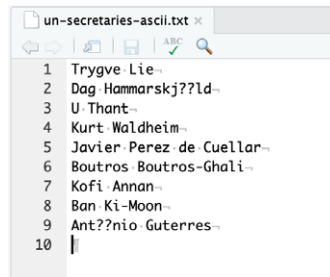 un-secretaries-ascii.txt ×
ABC
1 Trygve Lie¬
2 Dag Hammarskj??ld¬
3 U Thant¬
4 Kurt Waldheim¬
5 Javier Perez de Cuellar¬
6 Boutros Boutros-Ghali¬
7 Kofi Annan¬
8 Ban Ki-Moon¬
9 Ant??nio Guterres¬
10